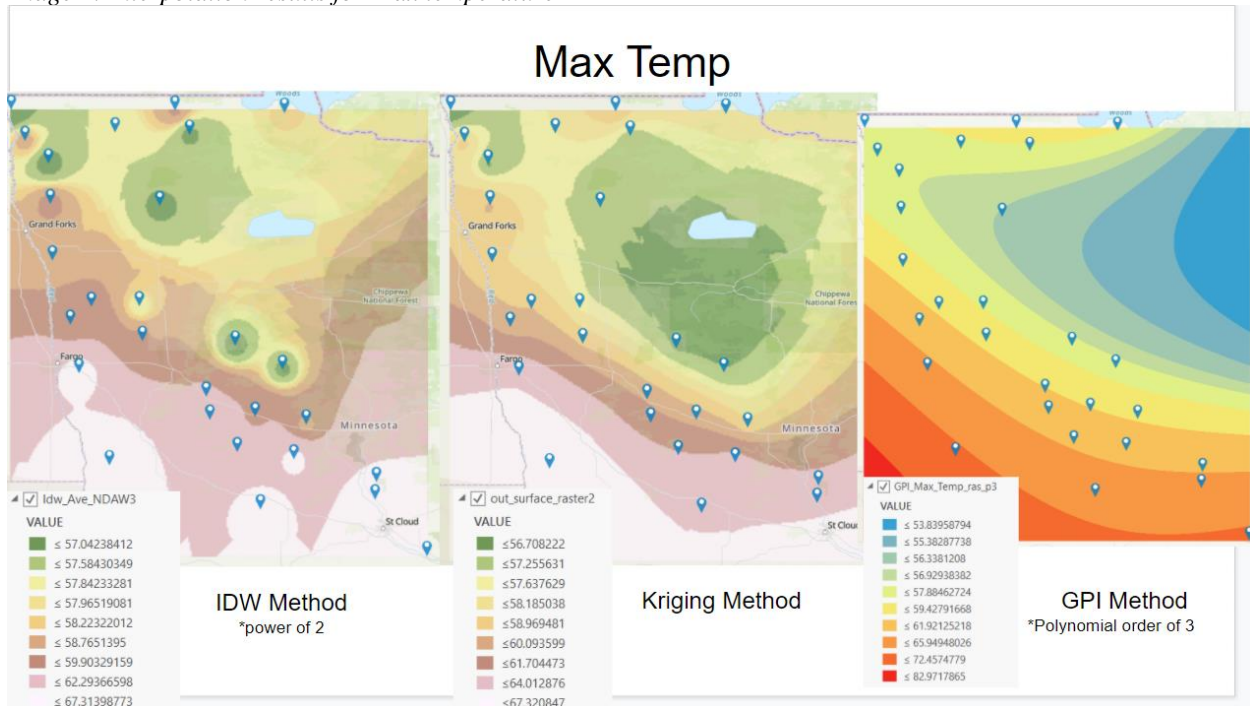 Max Temp
Woods
Grand Forks
Chippewa
National Forest
Fargo
Minnesota
St Cloud
Idw_Ave_NDAW3
VALUE
≤ 57.04238412
≤ 57.58430349
≤ 57.84233281
≤ 57.96519081
≤ 58.22322012
≤ 58.7651395
≤ 59.90329159
≤ 62.29366598
≤ 67.31398773
IDW Method
*power of 2
Woods
Grand Forks
Chippewa
National Forest
Fargo
Minnesota
St Cloud
out_surface_raster2
VALUE
≤56.708222
≤57.255631
≤57.637629
≤58.185038
≤58.969481
≤60.093599
≤61.704473
≤64.012876
≤67.320847
Kriging Method
GPI_Max_Temp_ras_p3
VALUE
≤ 53.83958794
≤ 55.38287738
≤ 56.3381208
≤ 56.92938382
≤ 57.88462724
≤ 59.42791668
≤ 61.92125218
≤ 65.94948026
≤ 72.4574779
≤ 82.9717865
GPI Method
*Polynomial order of 3